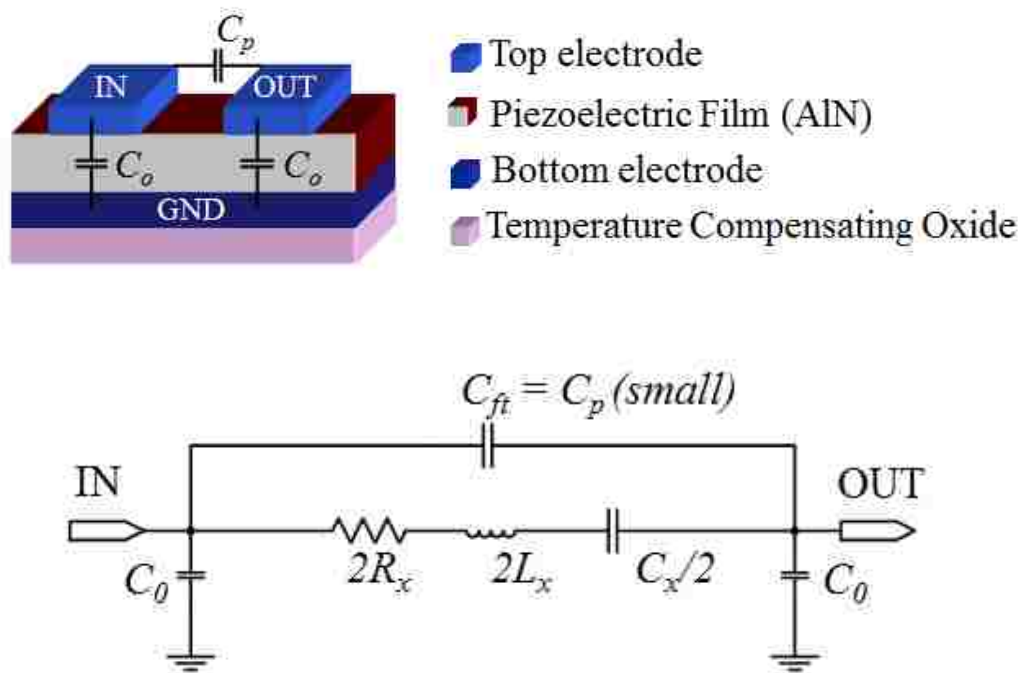 C_p
IN
OUT
C_o
C_o
GND
Top electrode
Piezoelectric Film (AlN)
Bottom electrode
Temperature Compensating Oxide
C_ft = C_p (small)
IN
OUT
C_0
2R_x
2L_x
C_x/2
C_0